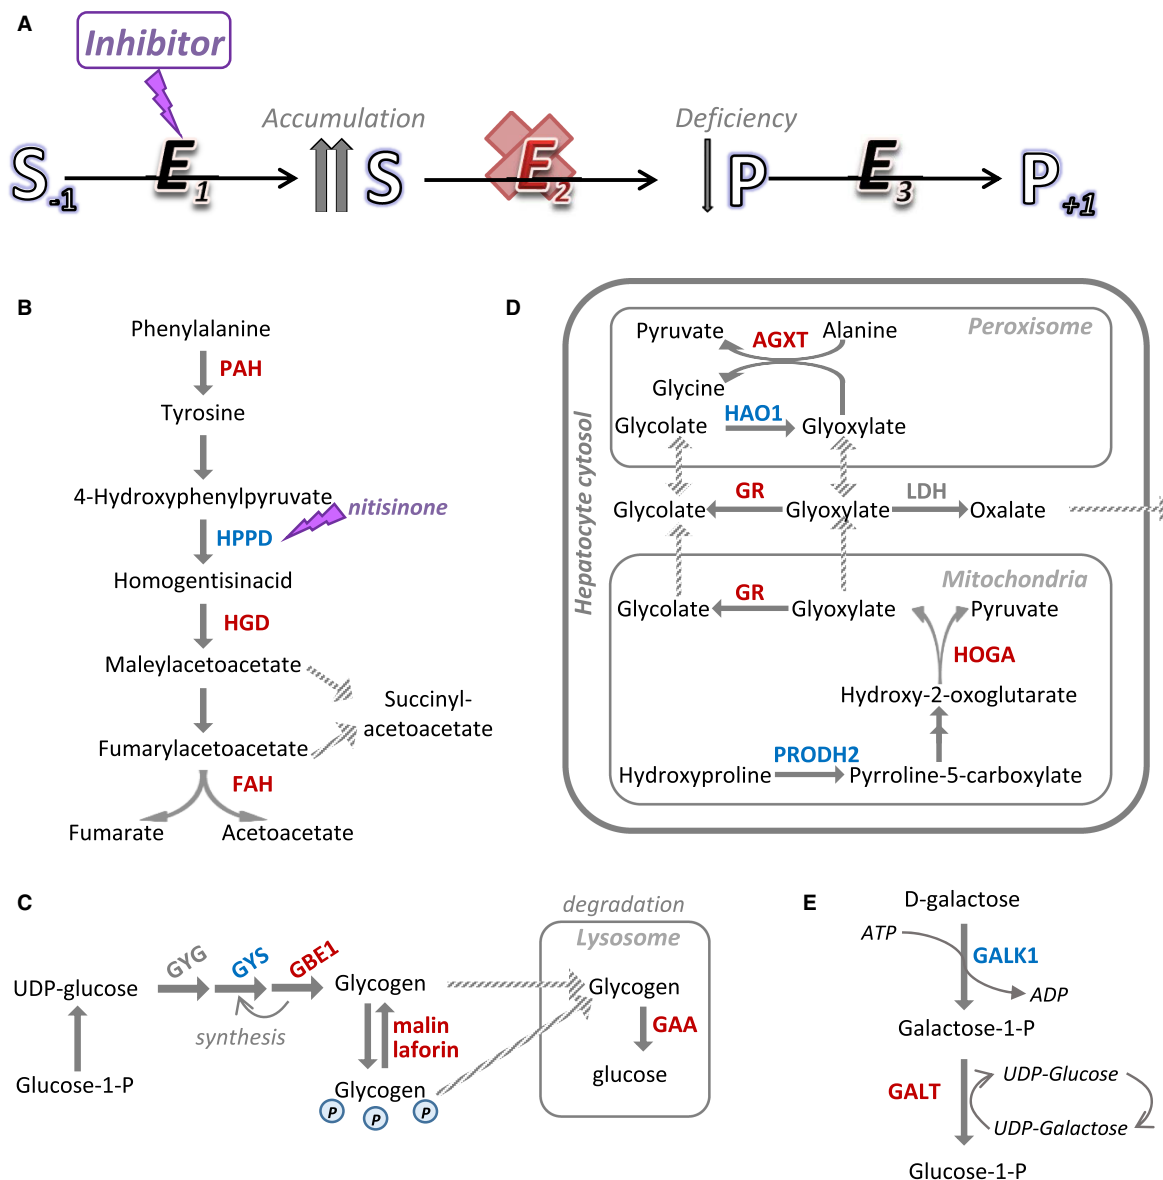 A
Inhibitor
Accumulation
Deficiency
S-1
E1
S
E2
P
E3
P+1
B
Phenylalanine
PAH
Tyrosine
4-Hydroxyphenylpyruvate
nitisinone
HPPD
Homogentisinacid
HGD
Maleylacetoacetate
Succinyl-
acetoacetate
Fumarylacetoacetate
FAH
Fumarate
Acetoacetate
D
Hepatocyte cytosol
Peroxisome
Pyruvate
AGXT
Alanine
Glycine
HAO1
Glycolate
Glyoxylate
GR
LDH
Glycolate
Glyoxylate
Oxalate
Mitochondria
GR
Glycolate
Glyoxylate
Pyruvate
HOGA
Hydroxy-2-oxoglutarate
PRODH2
Hydroxyproline
Pyrroline-5-carboxylate
C
degradation
Lysosome
GYG
GYS
GBE1
UDP-glucose
Glycogen
Glycogen
synthesis
malin
laforin
GAA
Glucose-1-P
Glycogen
P
P
P
glucose
E
D-galactose
ATP
GALK1
ADP
Galactose-1-P
UDP-Glucose
GALT
UDP-Galactose
Glucose-1-P